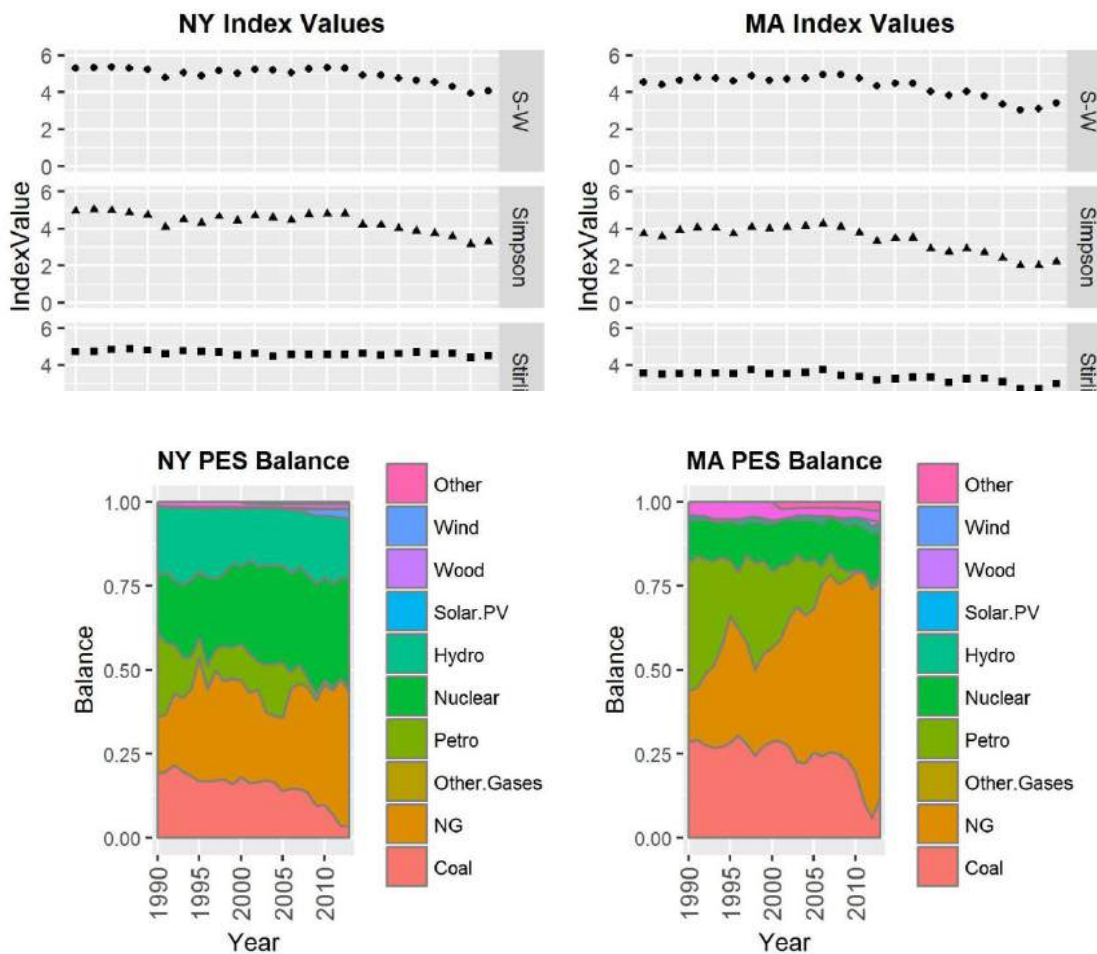 NY Index Values
IndexValue
6
4
2
0
S-W
6
4
2
0
Simpson
6
4
Stirli
MA Index Values
IndexValue
6
4
2
0
S-W
6
4
2
0
Simpson
6
4
Stirli
NY PES Balance
Balance
1.00
0.75
0.50
0.25
0.00
1990
1995
2000
2005
2010
Year
Other
Wind
Wood
Solar.PV
Hydro
Nuclear
Petro
Other.Gases
NG
Coal
MA PES Balance
Balance
1.00
0.75
0.50
0.25
0.00
1990
1995
2000
2005
2010
Year
Other
Wind
Wood
Solar.PV
Hydro
Nuclear
Petro
Other.Gases
NG
Coal